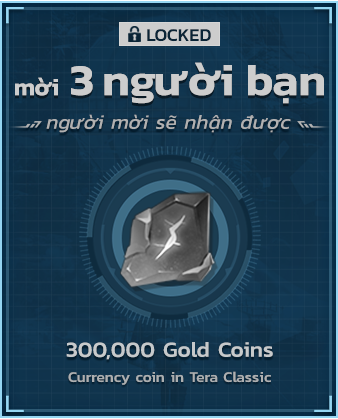 LOCKED
mời 3 người bạn
người mời sẽ nhận được
300,000 Gold Coins
Currency coin in Tera Classic